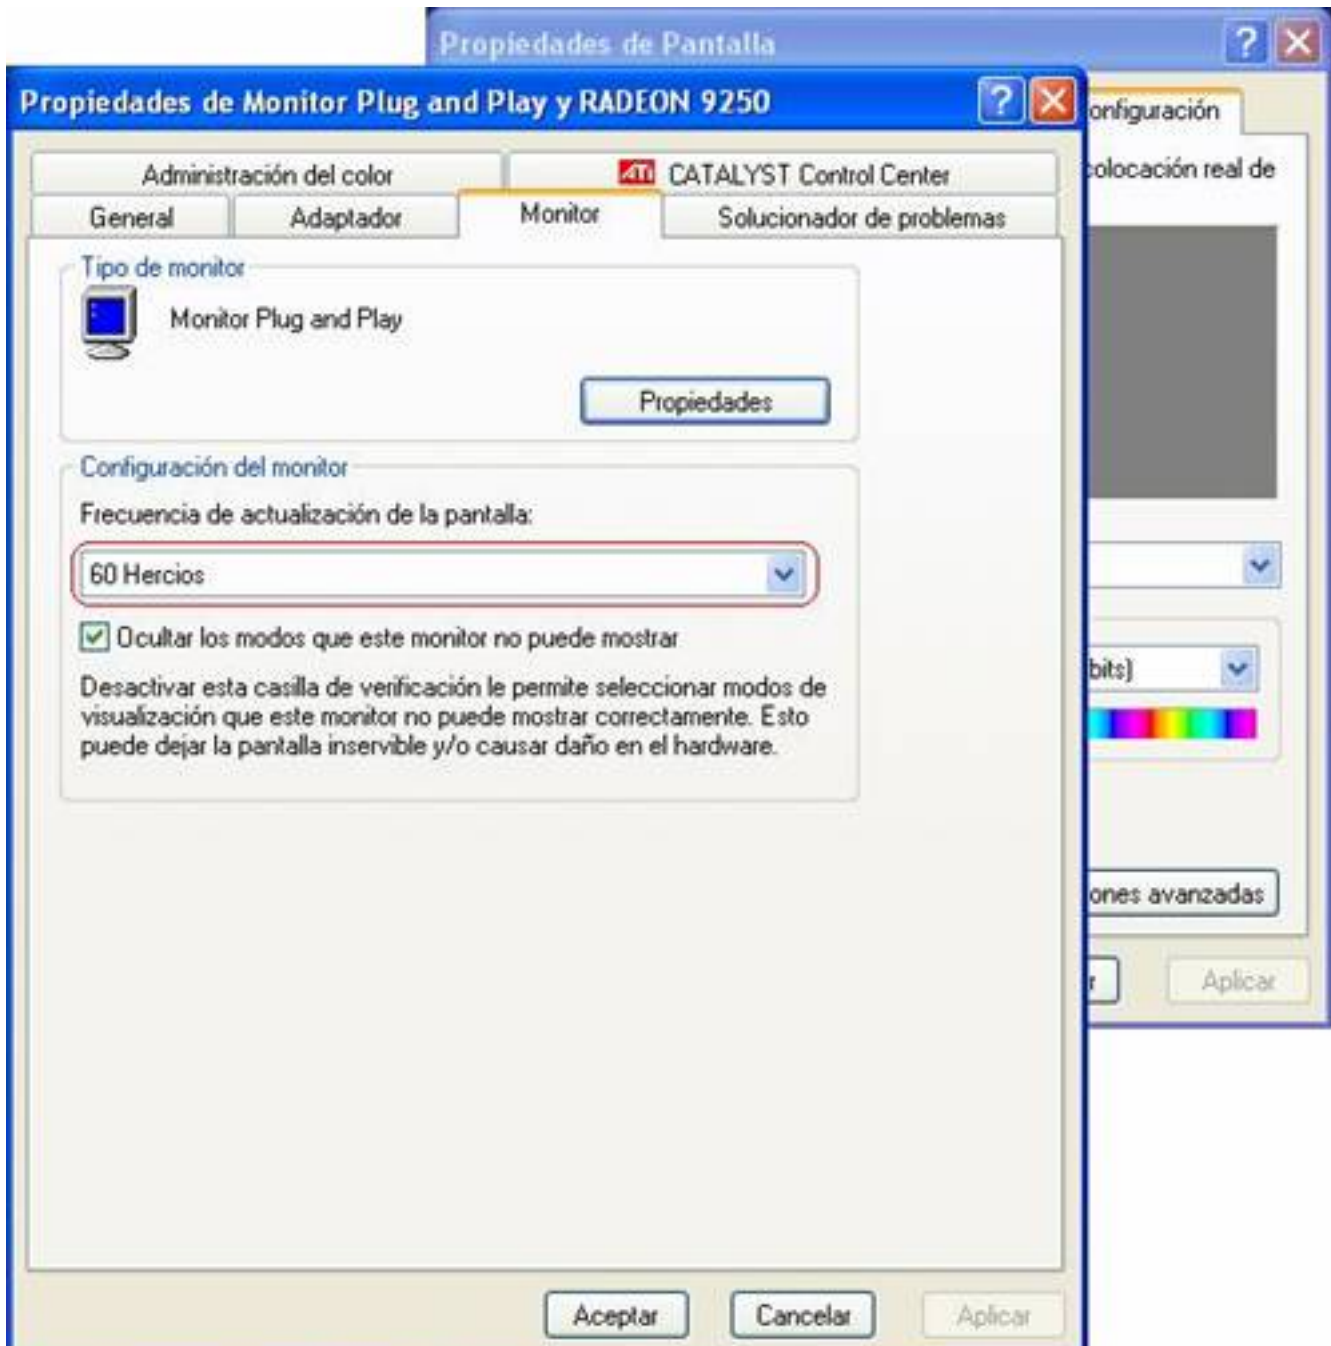 Propiedades de Pantalla
Propiedades de Monitor Plug and Play y RADEON 9250
onfiguración
colocación real de
Administración del color
ATI CATALYST Control Center
General
Adaptador
Monitor
Solucionador de problemas
Tipo de monitor
Monitor Plug and Play
Propiedades
Configuración del monitor
Frecuencia de actualización de la pantalla:
60 Hercios
Ocultar los modos que este monitor no puede mostrar
Desactivar esta casilla de verificación le permite seleccionar modos de
visualización que este monitor no puede mostrar correctamente. Esto
puede dejar la pantalla inservible y/o causar daño en el hardware.
bits)
ones avanzadas
r
Aplicar
Aceptar
Cancelar
Aplicar